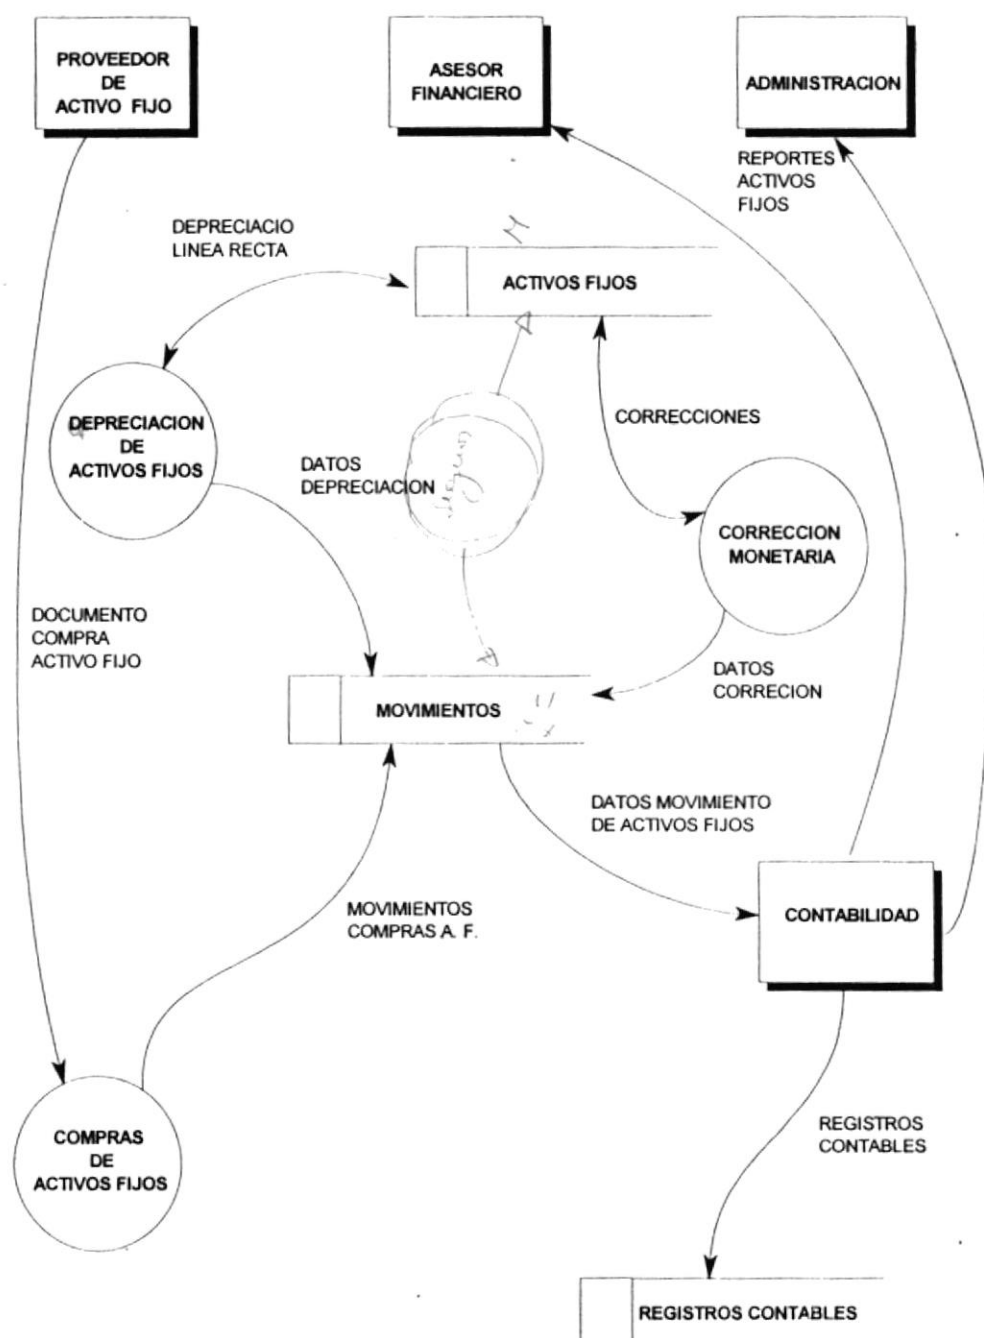 PROVEEDOR
DE
ACTIVO FIJO
ASESOR
FINANCIERO
ADMINISTRACION
REPORTES
ACTIVOS
FIJOS
DEPRECIACIO
LINEA RECTA
ACTIVOS FIJOS
DEPRECIACION
DE
ACTIVOS FIJOS
DATOS
DEPRECIACION
CORRECCIONES
CORRECCION
MONETARIA
DOCUMENTO
COMPRA
ACTIVO FIJO
DATOS
CORRECION
MOVIMIENTOS
DATOS MOVIMIENTO
DE ACTIVOS FIJOS
MOVIMIENTOS
COMPRAS A. F.
CONTABILIDAD
COMPRAS
DE
ACTIVOS FIJOS
REGISTROS
CONTABLES
REGISTROS CONTABLES